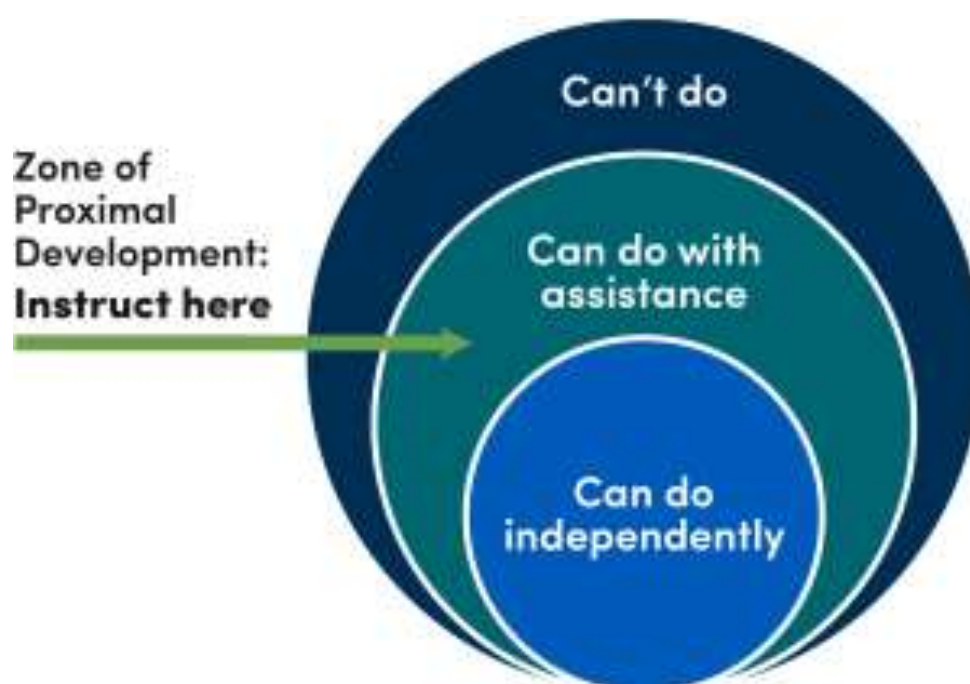 Can't do
Zone of
Proximal
Development:
Instruct here
Can do with
assistance
Can do
independently